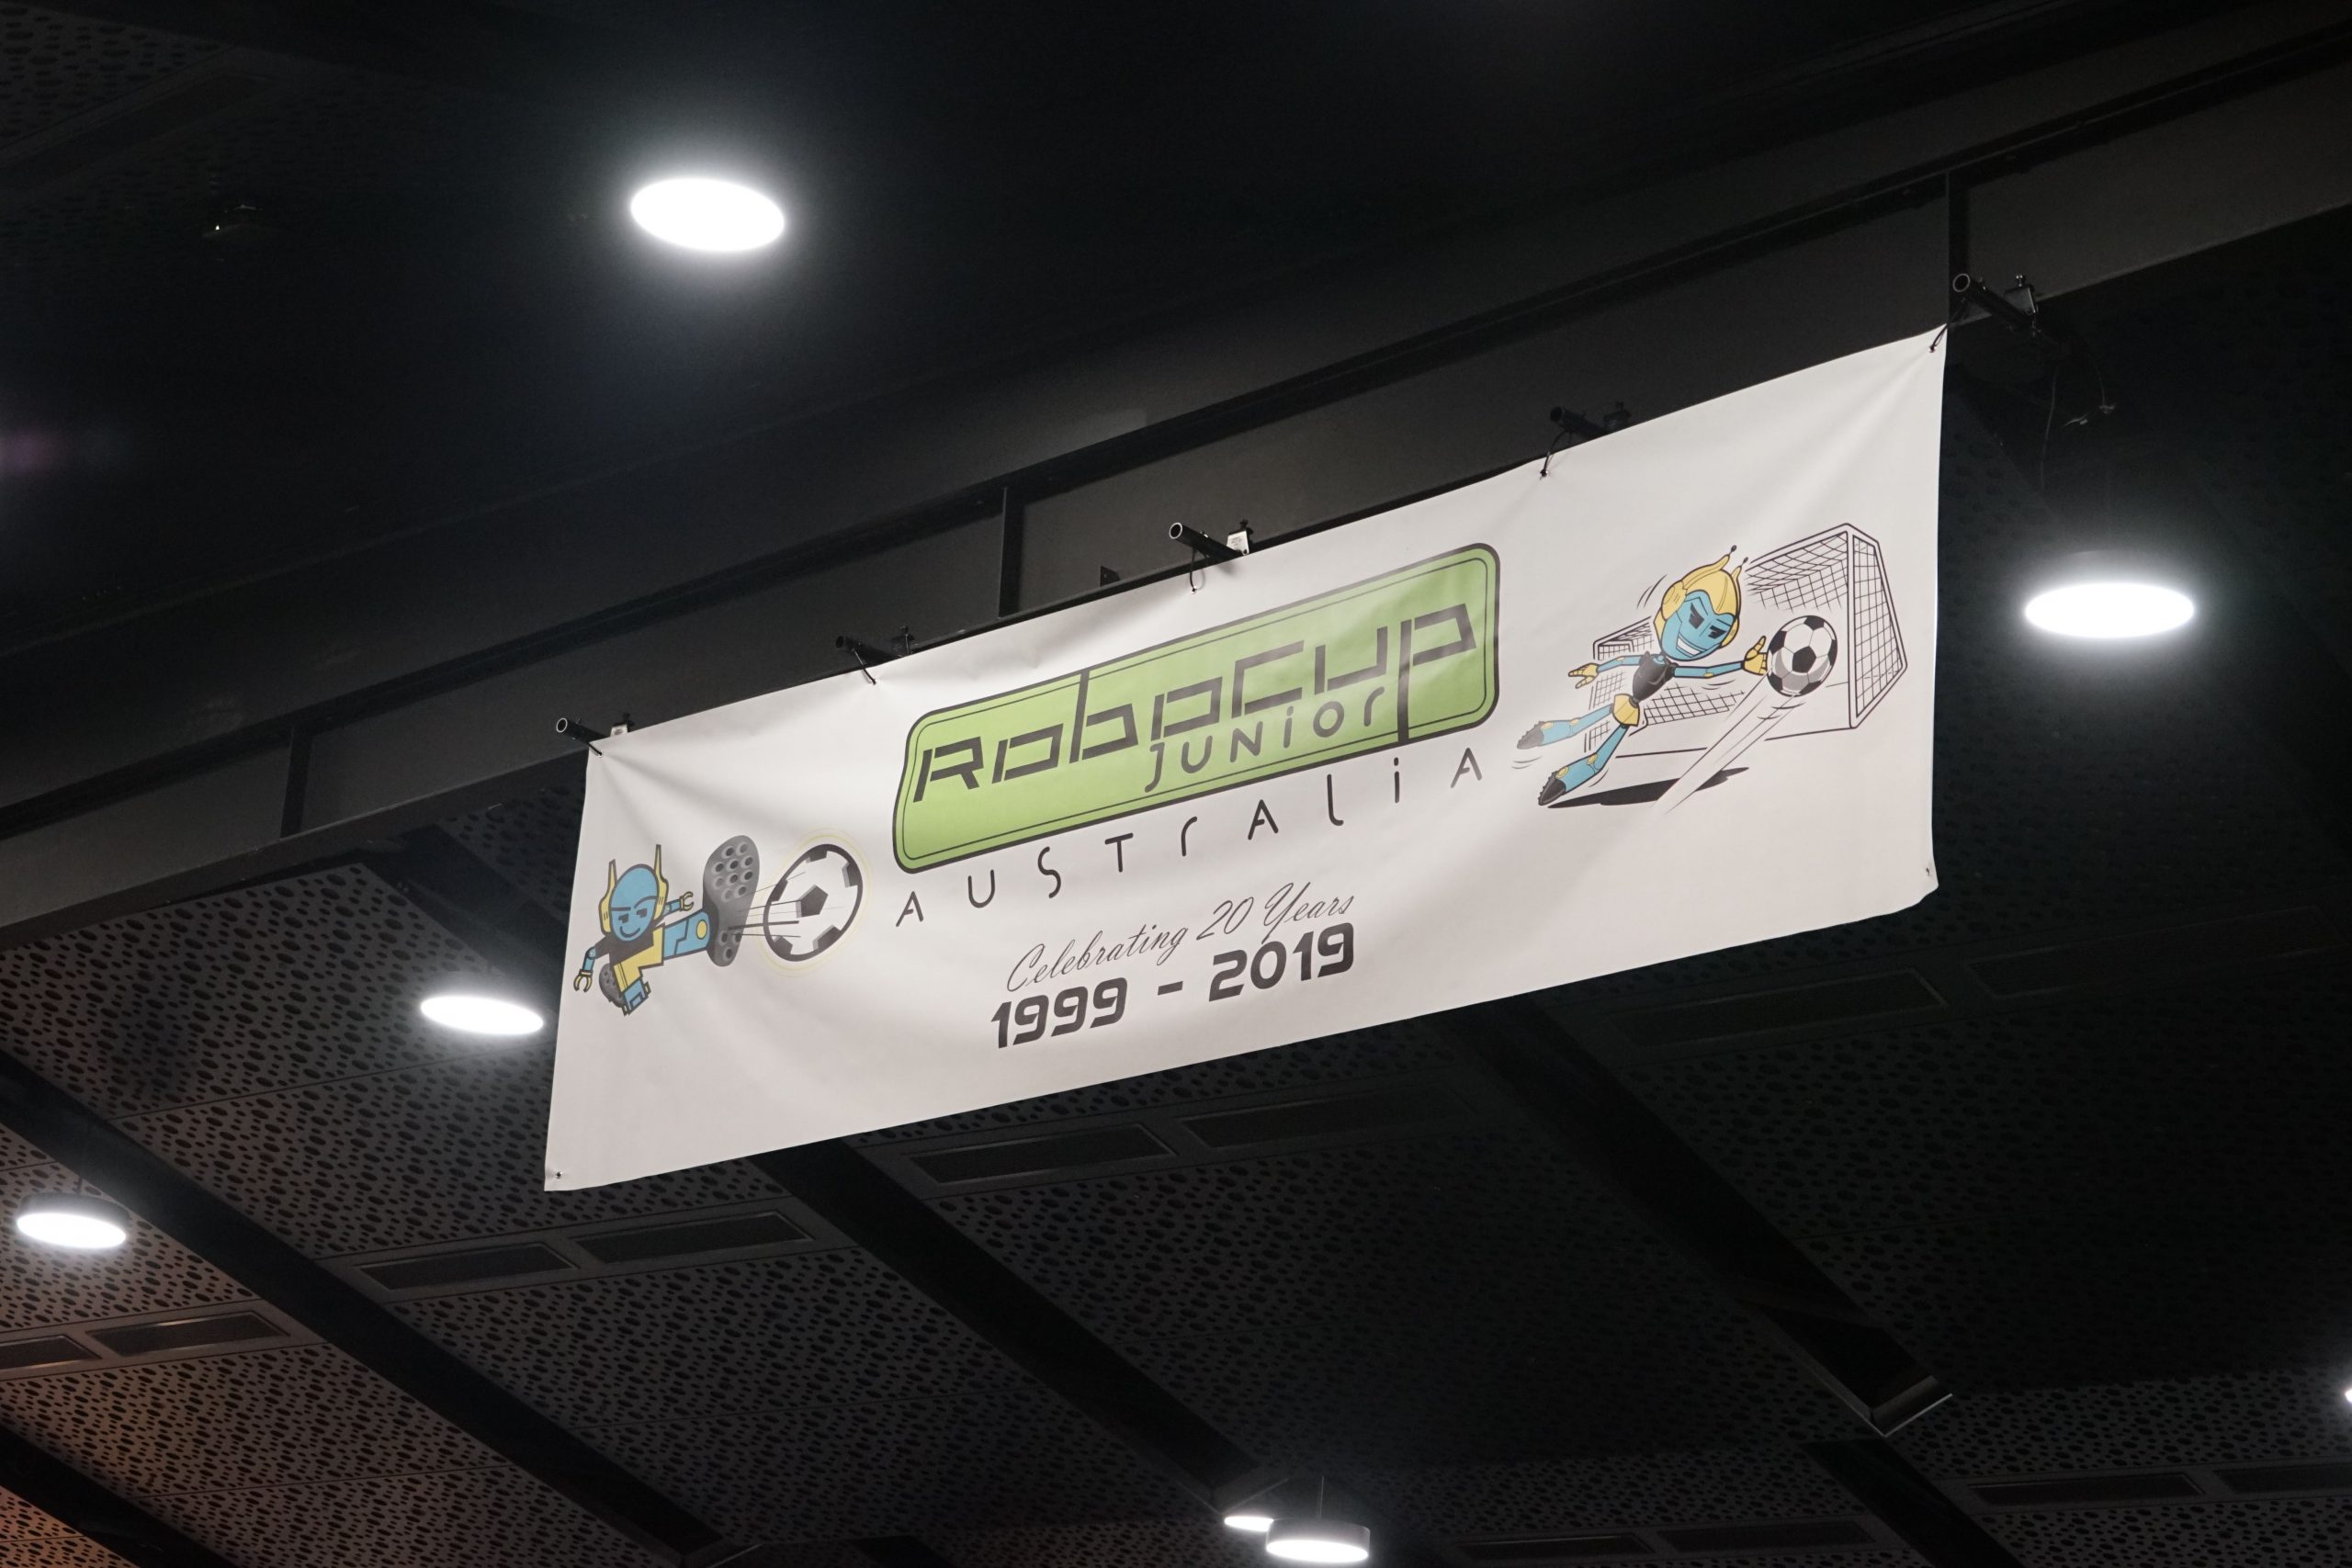 RoboCup
Junior
AUSTRALIA
Celebrating 20 Years
1999 - 2019